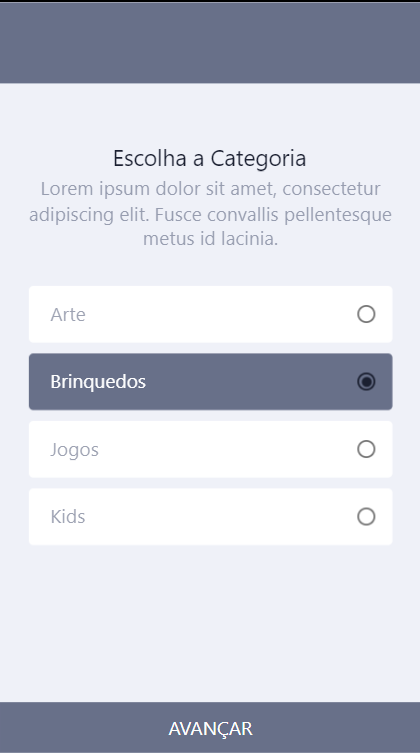 Escolha a Categoria
Lorem ipsum dolor sit amet, consectetur
adipiscing elit. Fusce convallis pellentesque
metus id lacinia.
Arte
Brinquedos
Jogos
Kids
AVANÇAR